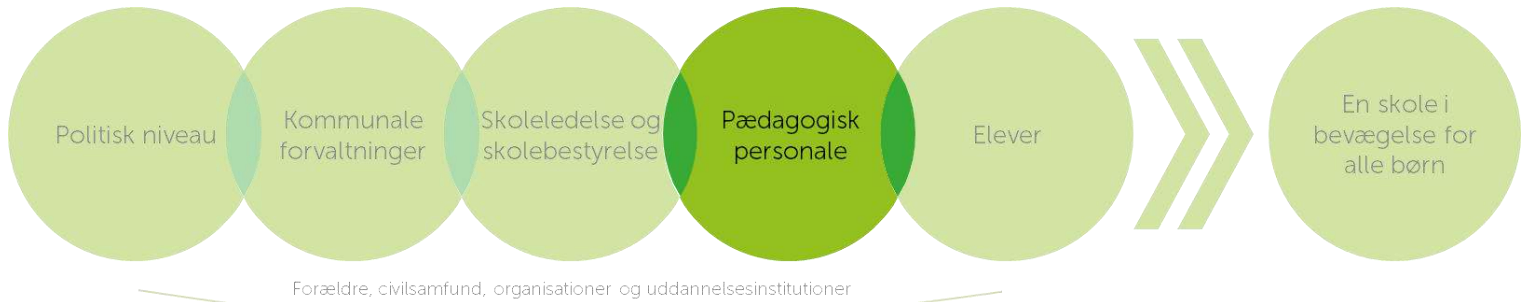 Politisk niveau
Kommunale
forvaltninger
Skoleledelse og
skolebestyrelse
Pædagogisk
personale
Elever
En skole i
bevægelse for
alle børn
Forældre, civilsamfund, organisationer og uddannelsesinstitutioner